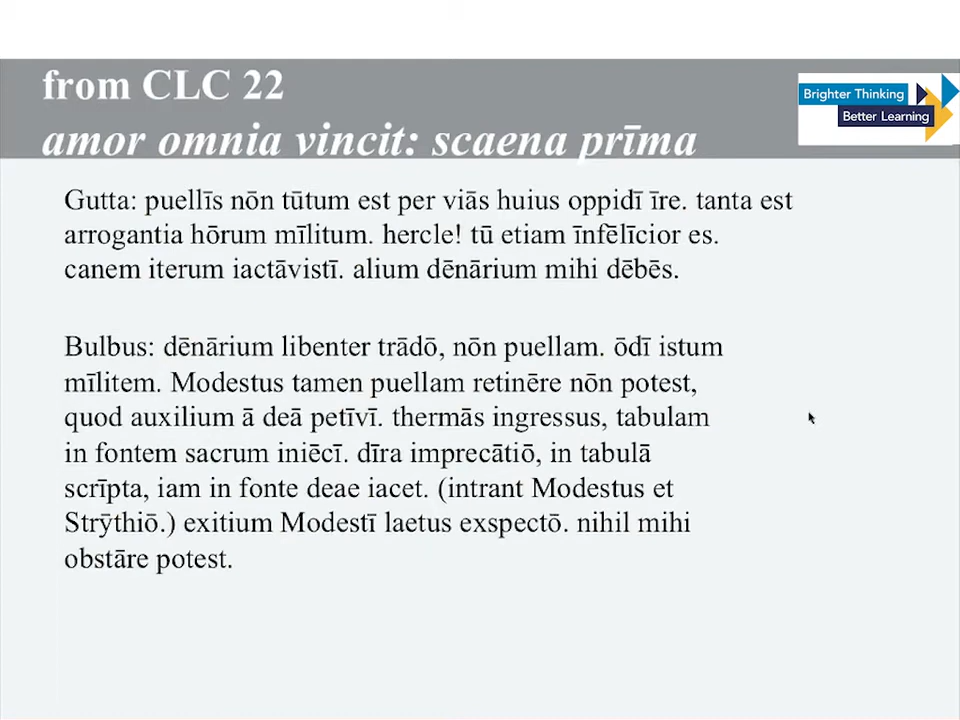 from CLC 22
amor omnia vincit: scaena prīma
Brighter Thinking
Better Learning
Gutta: puellīs nōn tūtum est per viās huius oppidī īre. tanta est
arrogantia hōrum mīlitum. hercle! tū etiam īnfēlīcior es.
canem iterum iactāvistī. alium dēnārium mihi dēbēs.
Bulbus: dēnārium libenter trādō, nōn puellam. ōdī istum
mīlitem. Modestus tamen puellam retinēre nōn potest,
quod auxilium ā deā petīvī. thermās ingressus, tabulam
in fontem sacrum iniēcī. dīra imprecātiō, in tabulā
scrīpta, iam in fonte deae iacet. (intrant Modestus et
Strȳthiō.) exitium Modestī laetus exspectō. nihil mihi
obstāre potest.